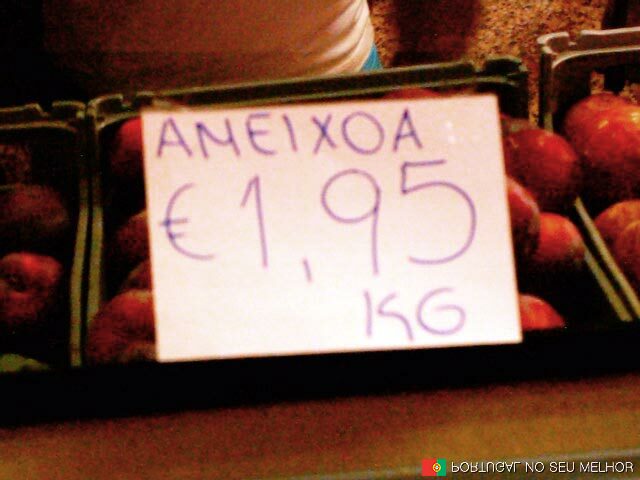 AMEIXOA
€1,95
KG
PORTUGAL NO SEU MELHOR